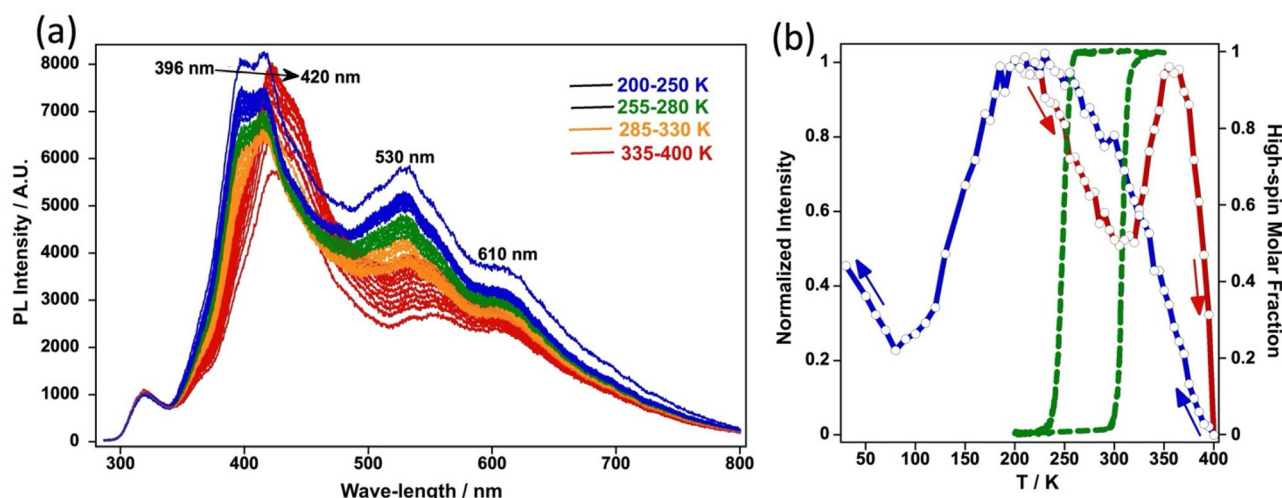 (a)
8000
7000
6000
5000
4000
3000
2000
1000
0
PL Intensity / A.U.
396 nm
420 nm
530 nm
610 nm
200-250 K
255-280 K
285-330 K
335-400 K
300
400
500
600
700
800
Wave-length / nm
(b)
1
0.8
0.6
0.4
0.2
0
Normalized Intensity
1
0.8
0.6
0.4
0.2
0
High-spin Molar Fraction
50
100
150
200
250
300
350
400
T / K